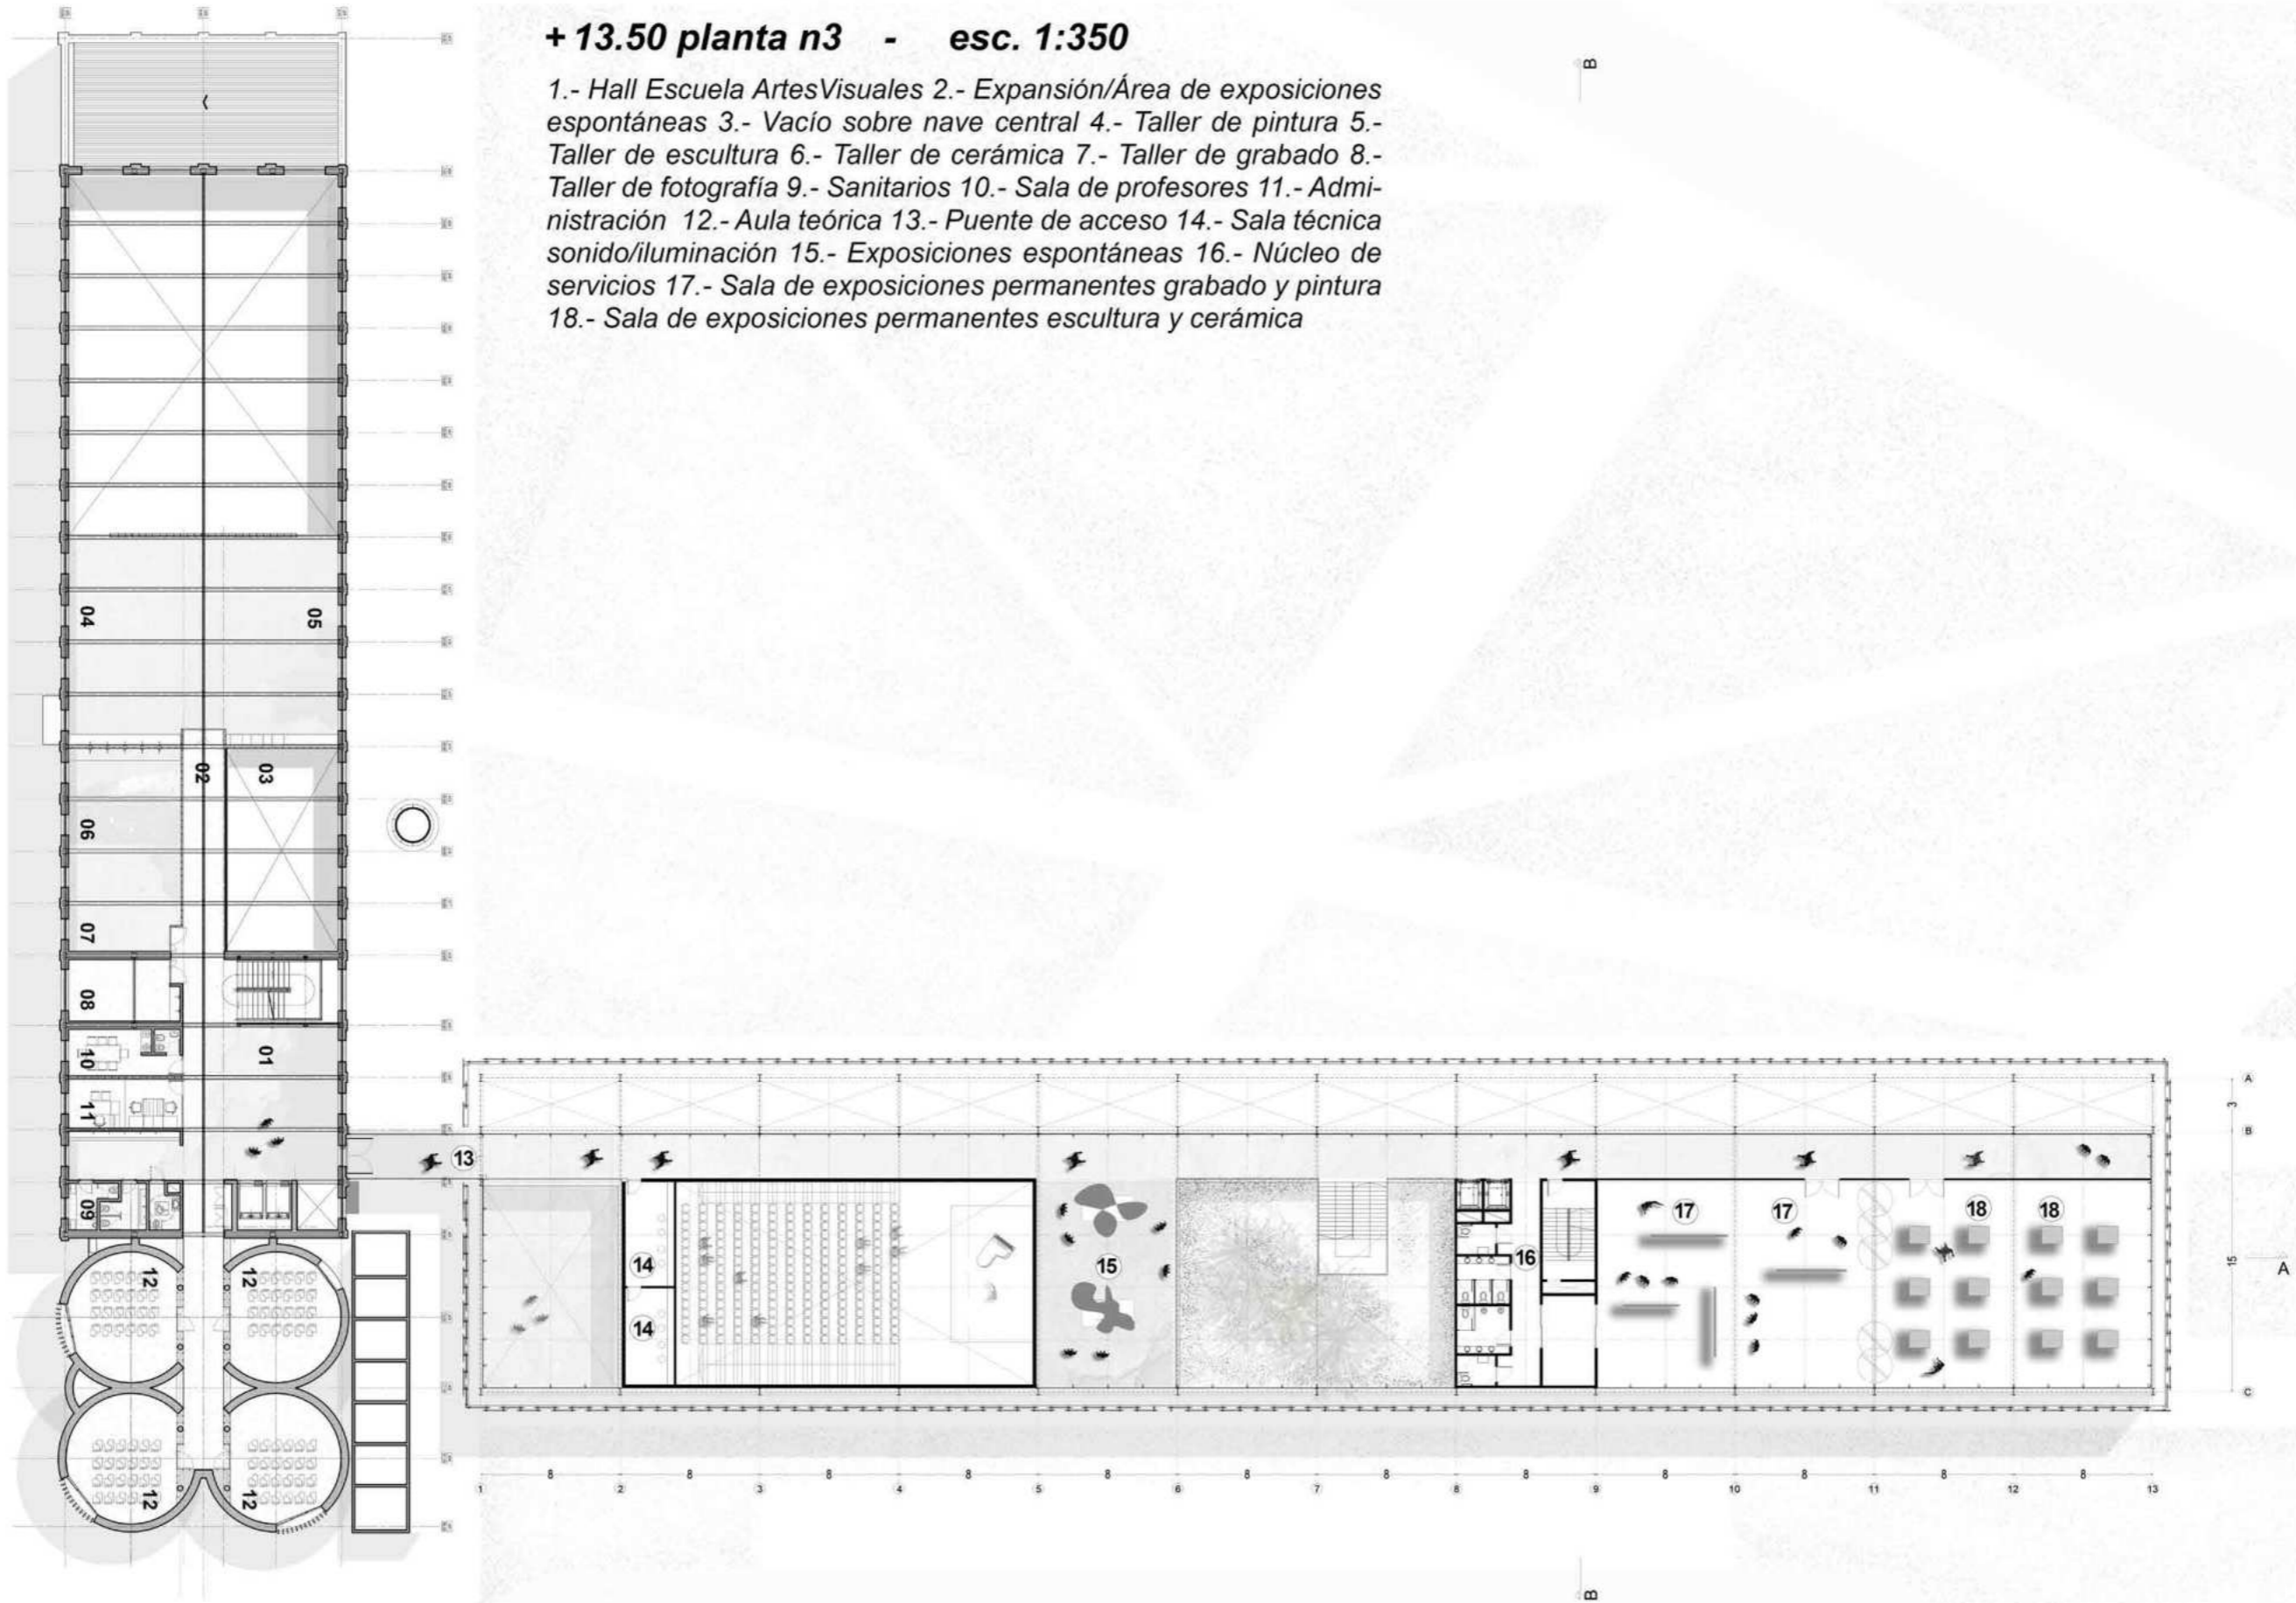 + 13.50 planta n3 - esc. 1:350
1.- Hall Escuela ArtesVisuales 2.- Expansión/Área de exposiciones
espontáneas 3.- Vacío sobre nave central 4.- Taller de pintura 5.-
Taller de escultura 6.- Taller de cerámica 7.- Taller de grabado 8.-
Taller de fotografía 9.- Sanitarios 10.- Sala de profesores 11.- Admi-
nistración 12.- Aula teórica 13.- Puente de acceso 14.- Sala técnica
sonido/iluminación 15.- Exposiciones espontáneas 16.- Núcleo de
servicios 17.- Sala de exposiciones permanentes grabado y pintura
18.- Sala de exposiciones permanentes escultura y cerámica
B
04
05
02
03
06
07
08
10
01
11
09
12
12
12
12
13
14
14
15
16
17
17
18
18
A
3
B
15
A
C
8 8 8 8 8 8 8 8 8 8 8 8
1 2 3 4 5 6 7 8 9 10 11 12 13
B